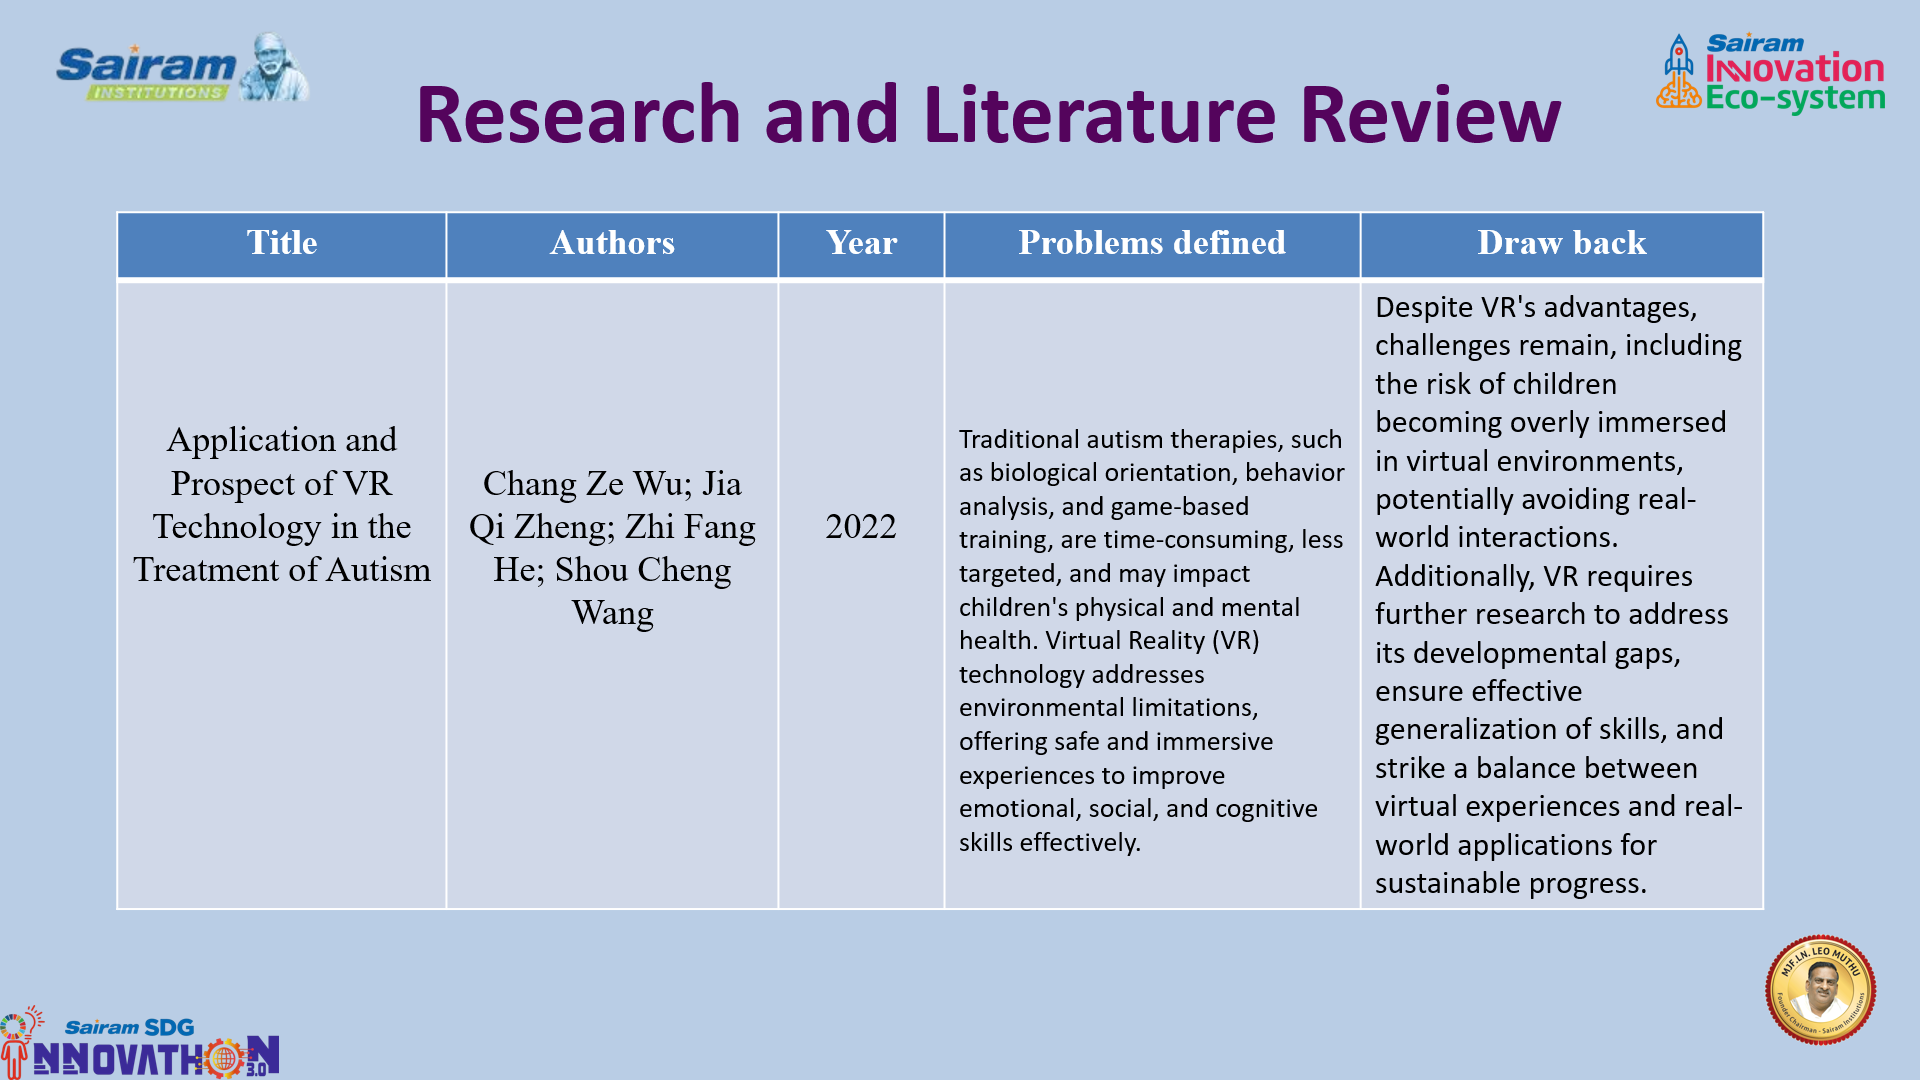 Sairam
INSTITUTIONS
Sairam
Innovation
Eco-system
Research and Literature Review
Title
Authors
Year
Problems defined
Draw back
Application and
Prospect of VR
Technology in the
Treatment of Autism
Chang Ze Wu; Jia
Qi Zheng; Zhi Fang
He; Shou Cheng
Wang
2022
Traditional autism therapies, such
as biological orientation, behavior
analysis, and game-based
training, are time-consuming, less
targeted, and may impact
children's physical and mental
health. Virtual Reality (VR)
technology addresses
environmental limitations,
offering safe and immersive
experiences to improve
emotional, social, and cognitive
skills effectively.
Despite VR's advantages,
challenges remain, including
the risk of children
becoming overly immersed
in virtual environments,
potentially avoiding real-
world interactions.
Additionally, VR requires
further research to address
its developmental gaps,
ensure effective
generalization of skills, and
strike a balance between
virtual experiences and real-
world applications for
sustainable progress.
MJF.LN. LEO MUTHU
Founder Chairman - Sairam Institutions
Sairam SDG
INNOVATHON
3.0